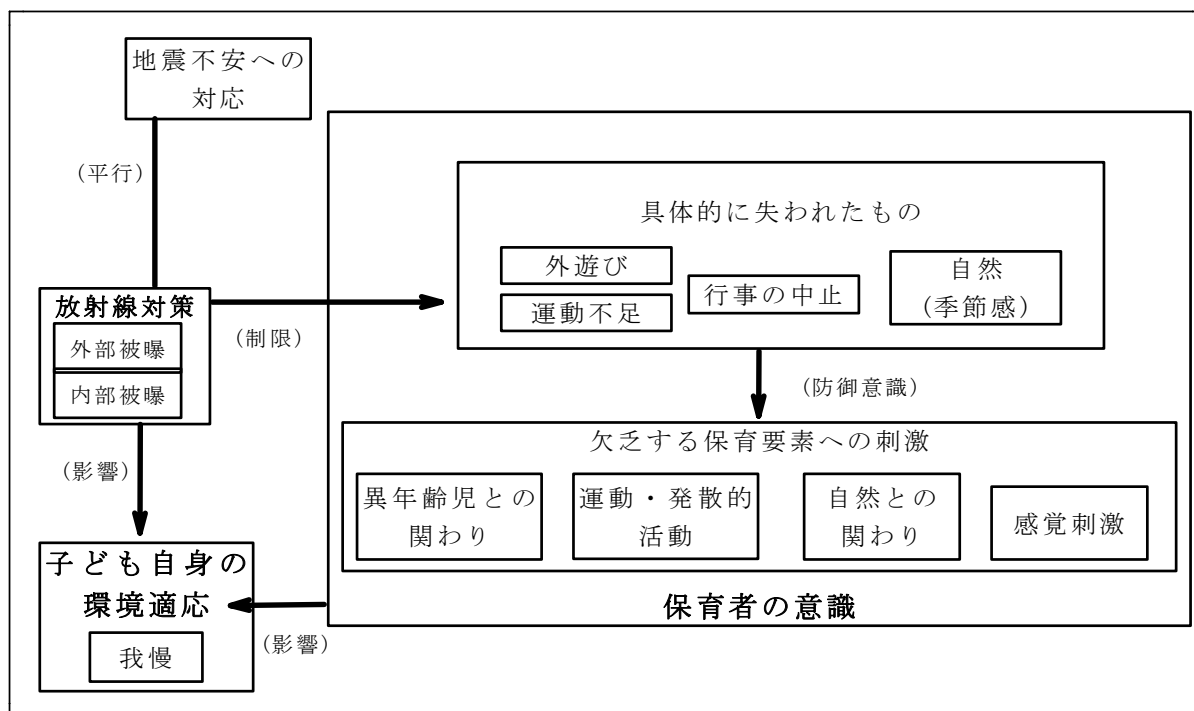 地震不安への
対応
(平行)
具体的に失われたもの
外遊び
運動不足
行事の中止
自然
(季節感)
放射線対策
外部被曝
内部被曝
(制限)
(防御意識)
欠乏する保育要素への刺激
異年齢児との
関わり
運動・発散的
活動
自然との
関わり
感覚刺激
保育者の意識
(影響)
子ども自身の
環境適応
我慢
(影響)